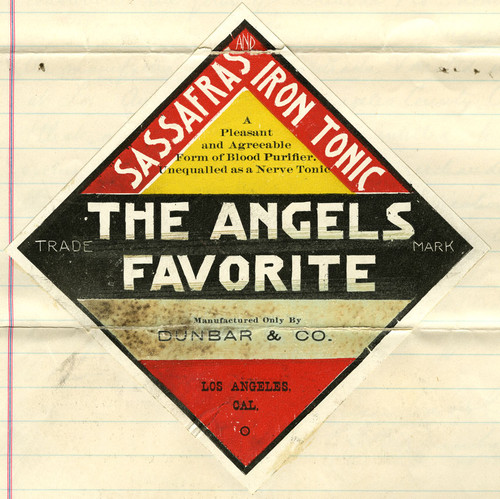 SASSAFRAS AND IRON TONIC
A
Pleasant
and Agreeable
Form of Blood Purifier.
Unequalled as a Nerve Tonic
THE ANGELS
TRADE MARK
FAVORITE
Manufactured Only By
DUNBAR & CO.
LOS ANGELES,
CAL.